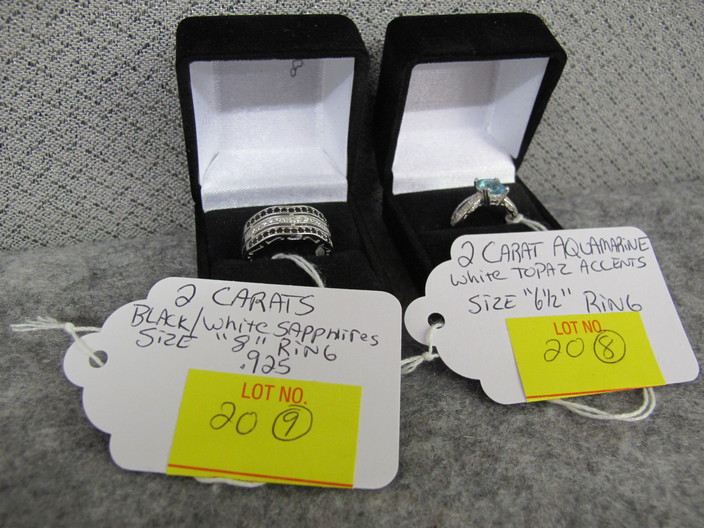 2 CARATS
BLACK/White SAPPHIRES
SIZE "8" RING
.925
LOT NO.
20 9
2 CARAT AQUAMARINE
White TOPAZ ACCENTS
SIZE "6½" RING
LOT NO.
20 8